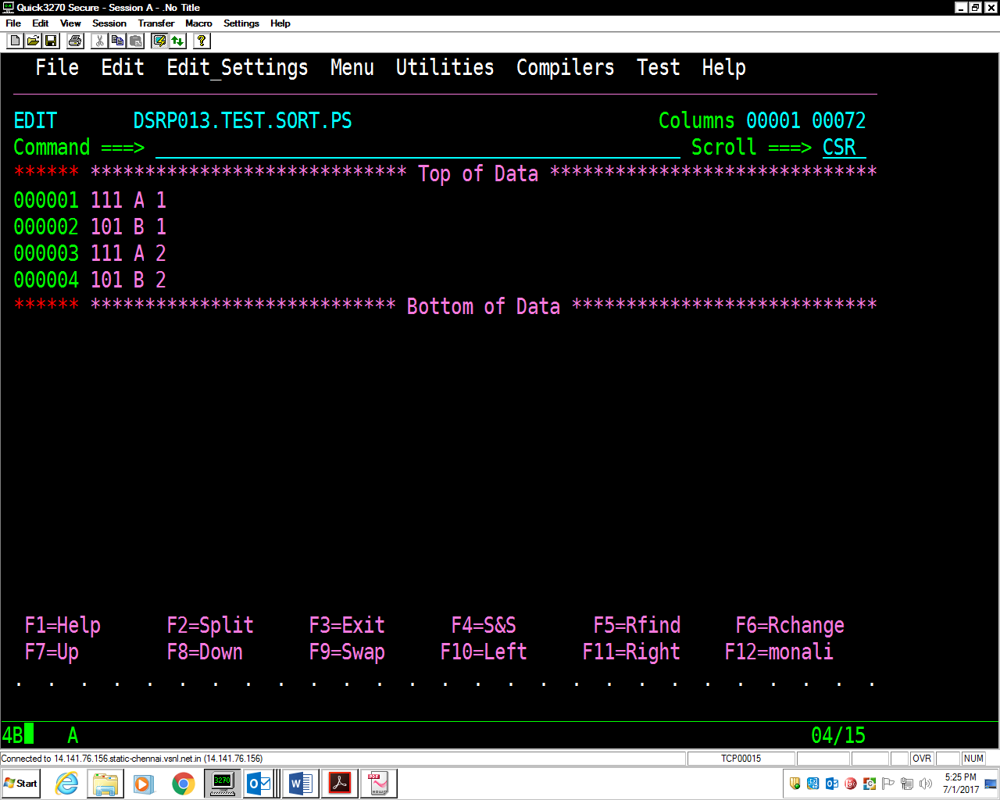 Quick3270 Secure - Session A - .No Title
File Edit View Session Transfer Macro Settings Help
File Edit Edit_Settings Menu Utilities Compilers Test Help
EDIT DSRP013.TEST.SORT.PS Columns 00001 00072
Command ===> Scroll ===> CSR
****** ***************************** Top of Data ******************************
000001 111 A 1
000002 101 B 1
000003 111 A 2
000004 101 B 2
****** **************************** Bottom of Data ****************************
F1=Help F2=Split F3=Exit F4=S&S F5=Rfind F6=Rchange
F7=Up F8=Down F9=Swap F10=Left F11=Right F12=monali
. . . . . . . . . . . . . . . . . . . . . . . . . . .
4B A 04/15
Connected to 14.141.76.156.static-chennai.vsnl.net.in (14.141.76.156) TCP00015 OVR NUM
Start 3270 PDF 5:25 PM
7/1/2017